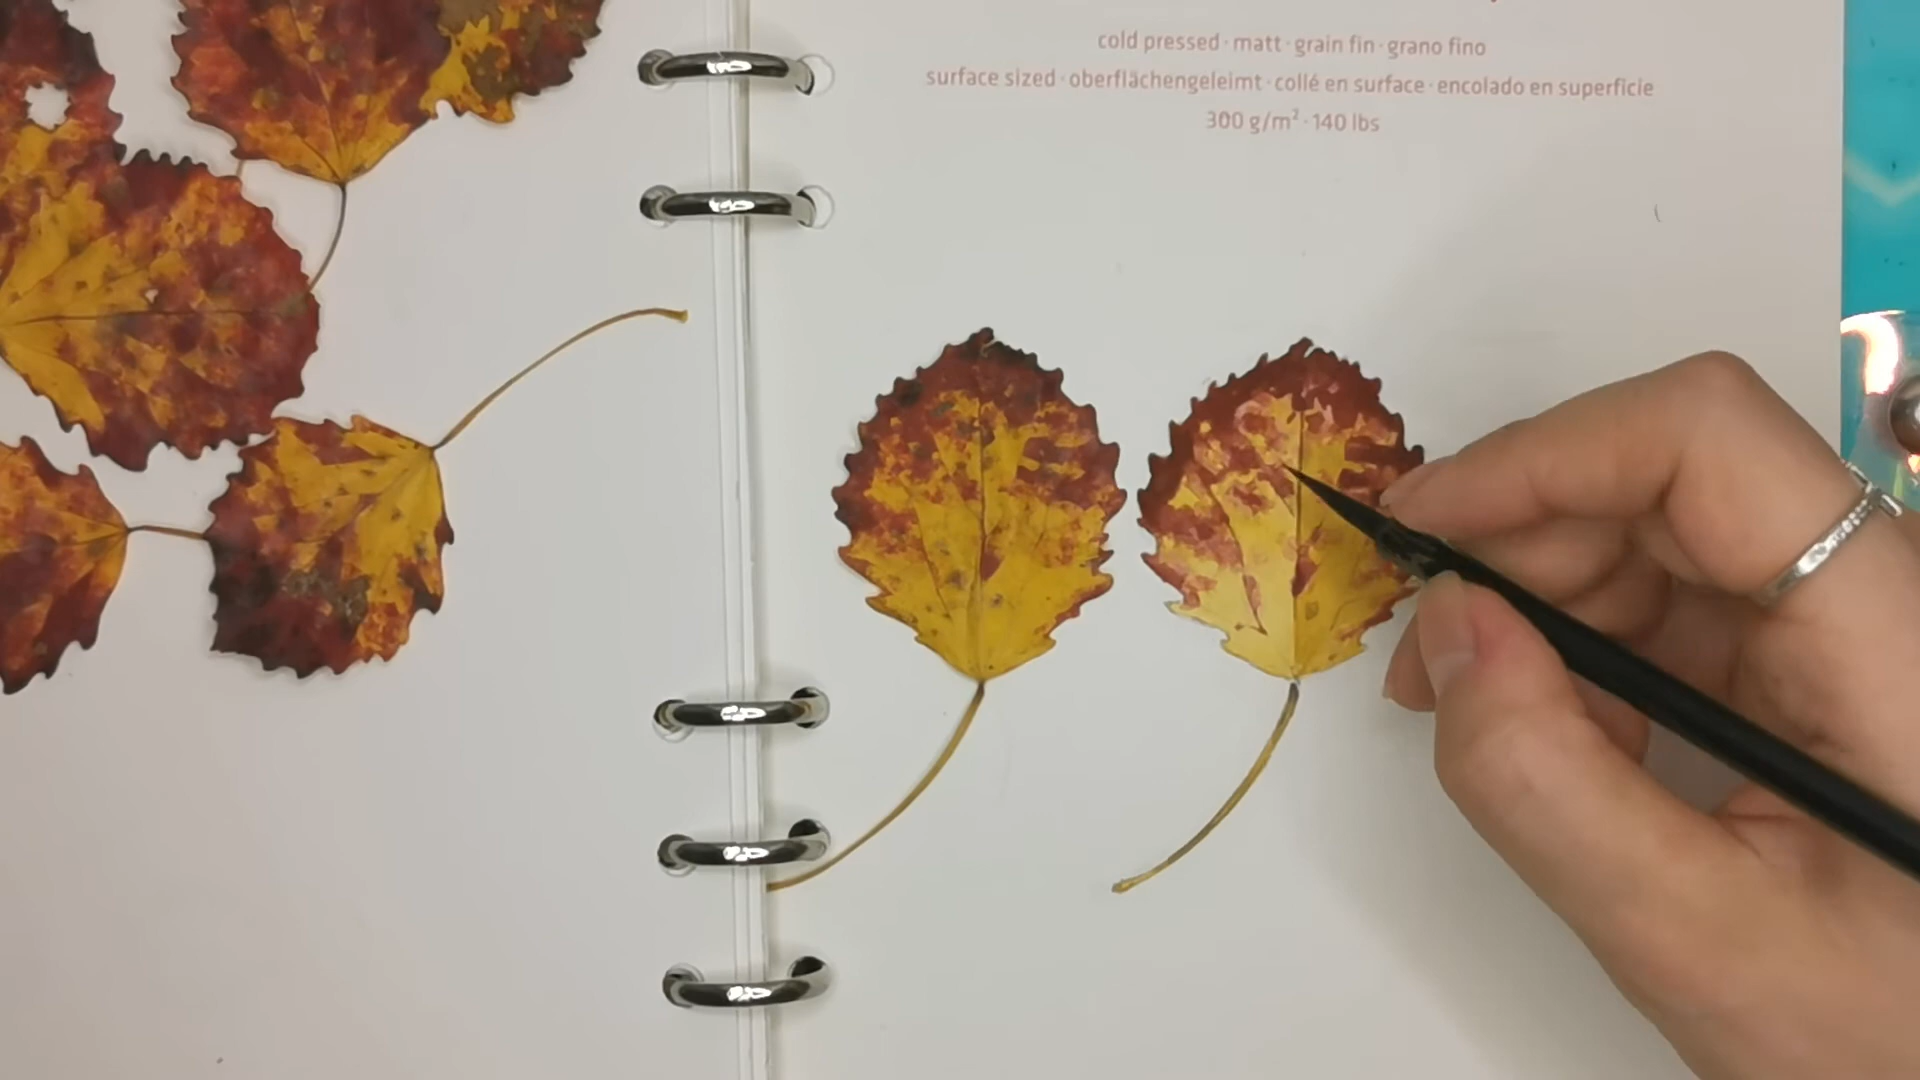 cold pressed · matt · grain fin · grano fino
surface sized · oberflächengeleimt · collé en surface · encolado en superficie
300 g/m² · 140 lbs